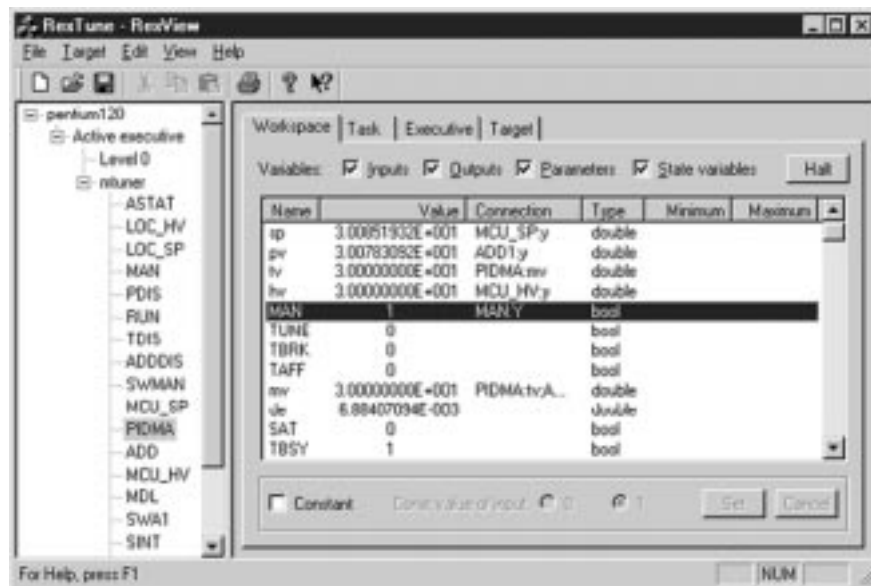 RexTune - RexView
File Target Edit View Help
pentium120
Active executive
Level 0
mtuner
ASTAT
LOC_HV
LOC_SP
MAN
PDIS
RUN
TDIS
ADDDIS
SWMAN
MCU_SP
PIDMA
ADD
MCU_HV
MDL
SWA1
SINT
Workspace Task Executive Target
Variables: Inputs Outputs Parameters State variables Halt
Name Value Connection Type Minimum Maximum
sp 3.00851932E+001 MCU_SP:y double
pv 3.00783092E+001 ADD1:y double
tv 3.00000000E+001 PIDMA:mv double
hv 3.00000000E+001 MCU_HV:y double
MAN 1 MAN:Y bool
TUNE 0 bool
TBRK 0 bool
TAFF 0 bool
mv 3.00000000E+001 PIDMA:tv;A... double
de 6.88407094E-003 double
SAT 0 bool
TBSY 1 bool
Constant Const value of input 0 1 Set Cancel
For Help, press F1 NUM